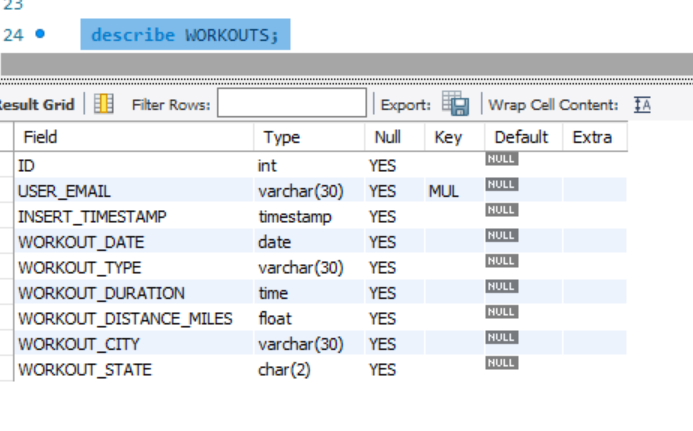 23
24 describe WORKOUTS;
Result Grid Filter Rows: Export: Wrap Cell Content: IA
Field Type Null Key Default Extra
ID int YES NULL
USER_EMAIL varchar(30) YES MUL NULL
INSERT_TIMESTAMP timestamp YES NULL
WORKOUT_DATE date YES NULL
WORKOUT_TYPE varchar(30) YES NULL
WORKOUT_DURATION time YES NULL
WORKOUT_DISTANCE_MILES float YES NULL
WORKOUT_CITY varchar(30) YES NULL
WORKOUT_STATE char(2) YES NULL